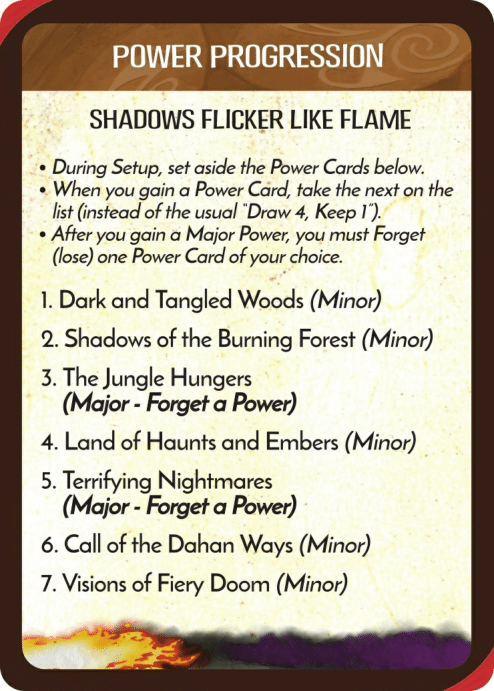 POWER PROGRESSION
SHADOWS FLICKER LIKE FLAME
• During Setup, set aside the Power Cards below.
• When you gain a Power Card, take the next on the
list (instead of the usual "Draw 4, Keep 1").
• After you gain a Major Power, you must Forget
(lose) one Power Card of your choice.
1. Dark and Tangled Woods (Minor)
2. Shadows of the Burning Forest (Minor)
3. The Jungle Hungers
(Major - Forget a Power)
4. Land of Haunts and Embers (Minor)
5. Terrifying Nightmares
(Major - Forget a Power)
6. Call of the Dahan Ways (Minor)
7. Visions of Fiery Doom (Minor)